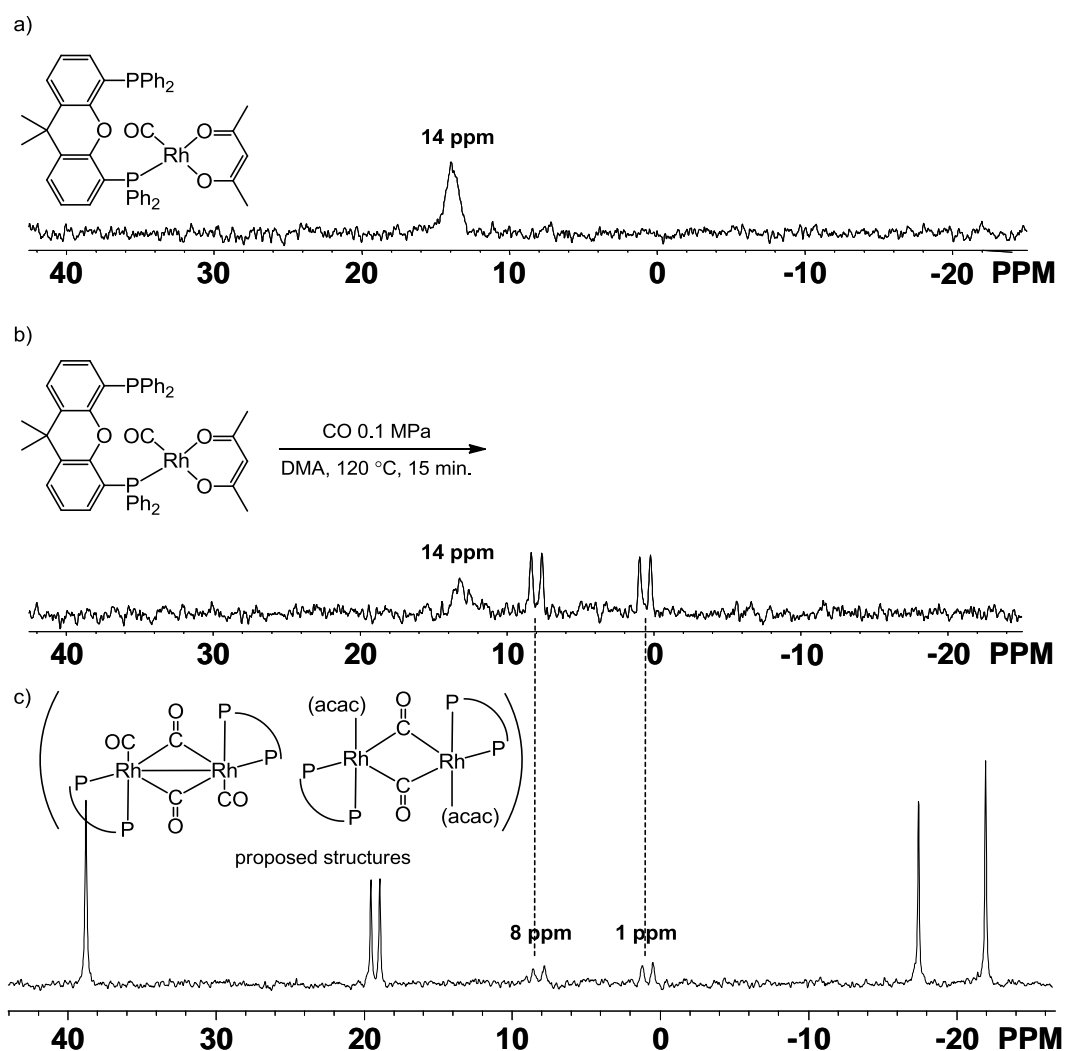 a)
PPh2
O
OC
O
Rh
P
O
Ph2
14 ppm
40 30 20 10 0 -10 -20 PPM
b)
PPh2
O
OC
O
Rh
P
O
Ph2
CO 0.1 MPa
DMA, 120 °C, 15 min.
14 ppm
40 30 20 10 0 -10 -20 PPM
c)
O
P
OC
C
P
Rh
Rh
P
C
CO
P
O
(acac)
O
P
C
Rh
Rh
P
P
C
P
O
(acac)
proposed structures
8 ppm
1 ppm
40 30 20 10 0 -10 -20 PPM